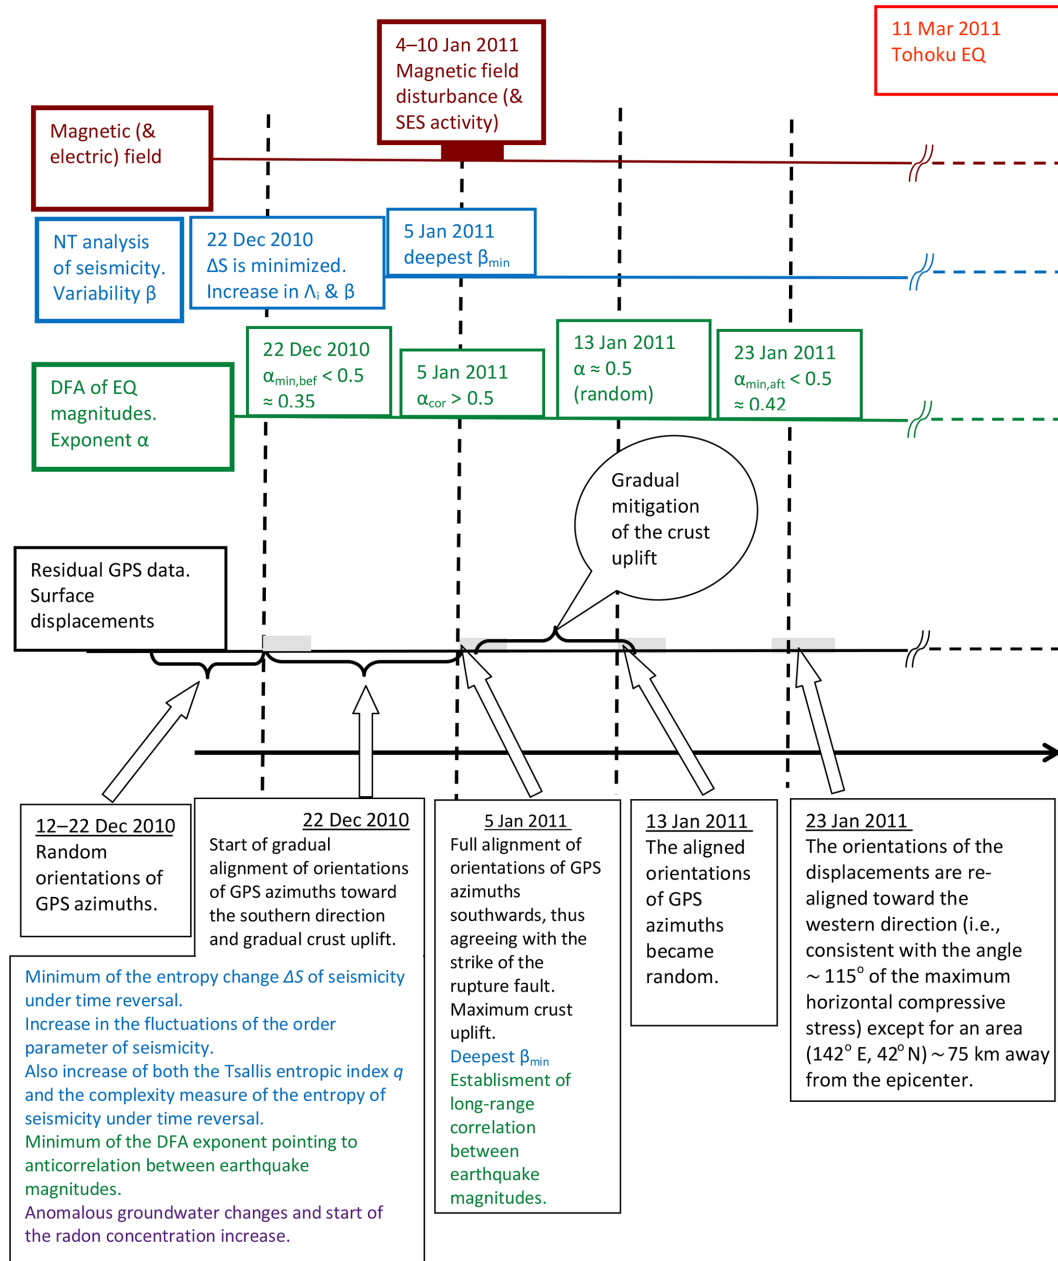 11 Mar 2011
Tohoku EQ
4–10 Jan 2011
Magnetic field
disturbance (&
SES activity)
Magnetic (&
electric) field
NT analysis
of seismicity.
Variability β
22 Dec 2010
ΔS is minimized.
Increase in Λi & β
5 Jan 2011
deepest βmin
DFA of EQ
magnitudes.
Exponent α
22 Dec 2010
αmin,bef < 0.5
≈ 0.35
5 Jan 2011
αcor > 0.5
13 Jan 2011
α ≈ 0.5
(random)
23 Jan 2011
αmin,aft < 0.5
≈ 0.42
Gradual
mitigation
of the crust
uplift
Residual GPS data.
Surface
displacements
12–22 Dec 2010
Random
orientations of
GPS azimuths.
22 Dec 2010
Start of gradual
alignment of orientations
of GPS azimuths toward
the southern direction
and gradual crust uplift.
Minimum of the entropy change ΔS of seismicity
under time reversal.
Increase in the fluctuations of the order
parameter of seismicity.
Also increase of both the Tsallis entropic index q
and the complexity measure of the entropy of
seismicity under time reversal.
Minimum of the DFA exponent pointing to
anticorrelation between earthquake
magnitudes.
Anomalous groundwater changes and start of
the radon concentration increase.
5 Jan 2011
Full alignment of
orientations of GPS
azimuths
southwards, thus
agreeing with the
strike of the
rupture fault.
Maximum crust
uplift.
Deepest βmin
Establisment of
long-range
correlation
between
earthquake
magnitudes.
13 Jan 2011
The aligned
orientations
of GPS
azimuths
became
random.
23 Jan 2011
The orientations of the
displacements are re-
aligned toward the
western direction (i.e.,
consistent with the angle
~ 115° of the maximum
horizontal compressive
stress) except for an area
(142° E, 42° N) ~ 75 km away
from the epicenter.